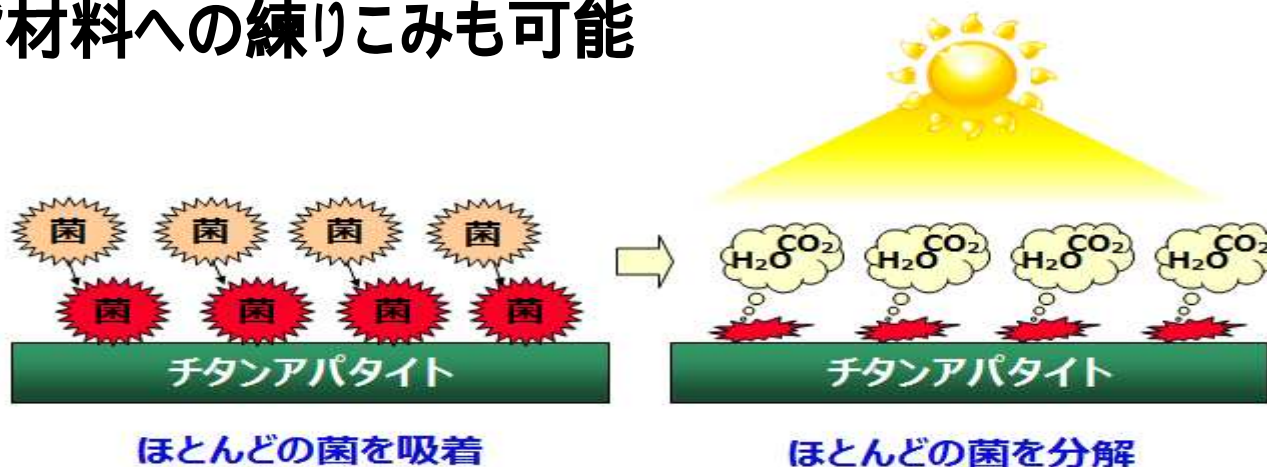 材料への練りこみも可能
菌 菌 菌 菌
菌 菌 菌 菌
チタンアパタイト
ほとんどの菌を吸着
CO₂ CO₂ CO₂ CO₂
H₂O H₂O H₂O H₂O
チタンアパタイト
ほとんどの菌を分解